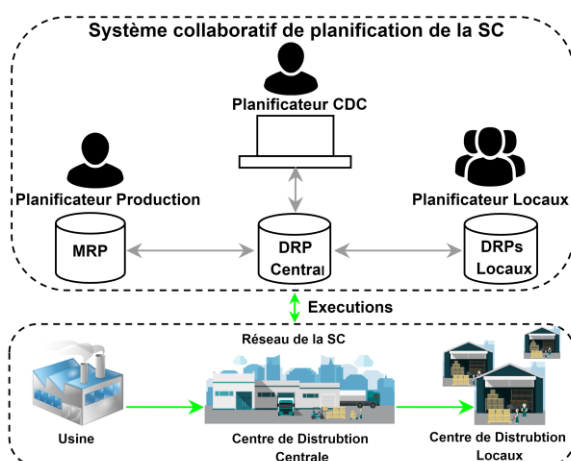 Système collaboratif de planification de la SC
Planificateur CDC
Planificateur Production
Planificateur Locaux
MRP
DRP
Central
DRPs
Locaux
Executions
Réseau de la SC
Usine
Centre de Distrubtion
Centrale
Centre de Distrubtion
Locaux